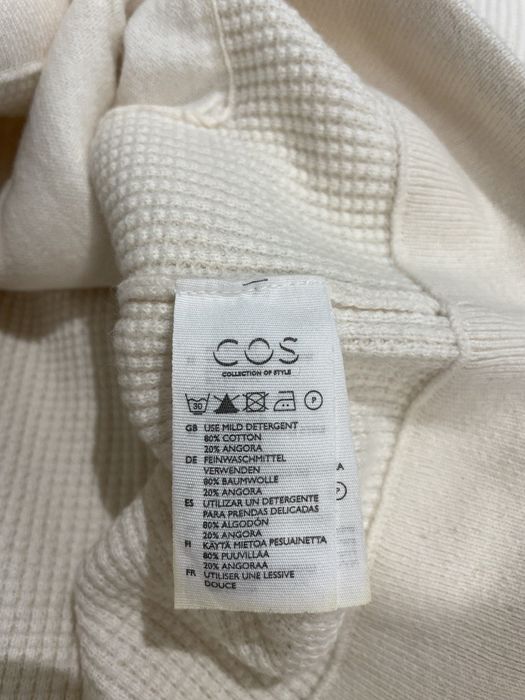 COS
COLLECTION OF STYLE
30
P
GB USE MILD DETERGENT
80% COTTON
20% ANGORA
DE FEINWASCHMITTEL
VERWENDEN
80% BAUMWOLLE
20% ANGORA
ES UTILIZAR UN DETERGENTE
PARA PRENDAS DELICADAS
80% ALGODÓN
20% ANGORA
FI KÄYTÄ MIETOA PESUAINETTA
80% PUUVILLAA
20% ANGORAA
FR UTILISER UNE LESSIVE
DOUCE
A
P